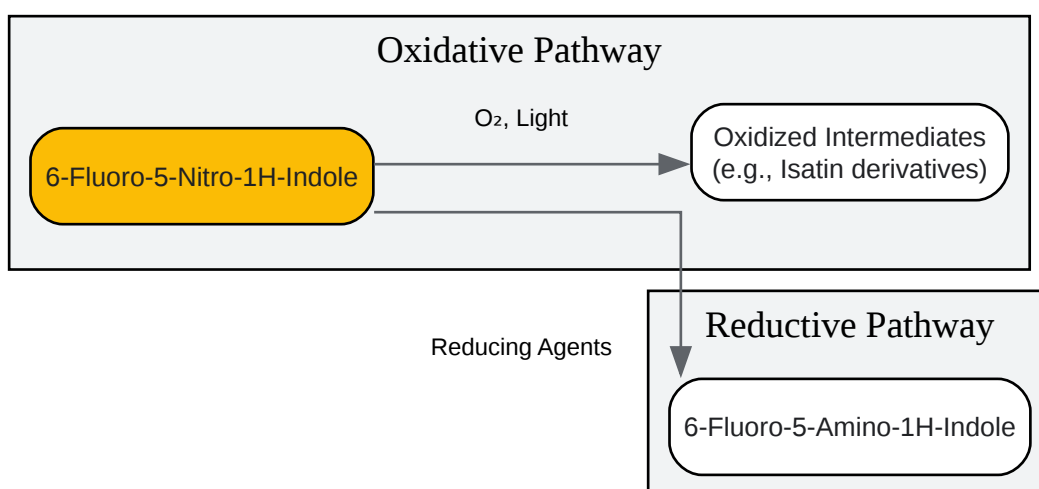 Oxidative Pathway
O₂, Light
6-Fluoro-5-Nitro-1H-Indole
Oxidized Intermediates
(e.g., Isatin derivatives)
Reducing Agents
Reductive Pathway
6-Fluoro-5-Amino-1H-Indole